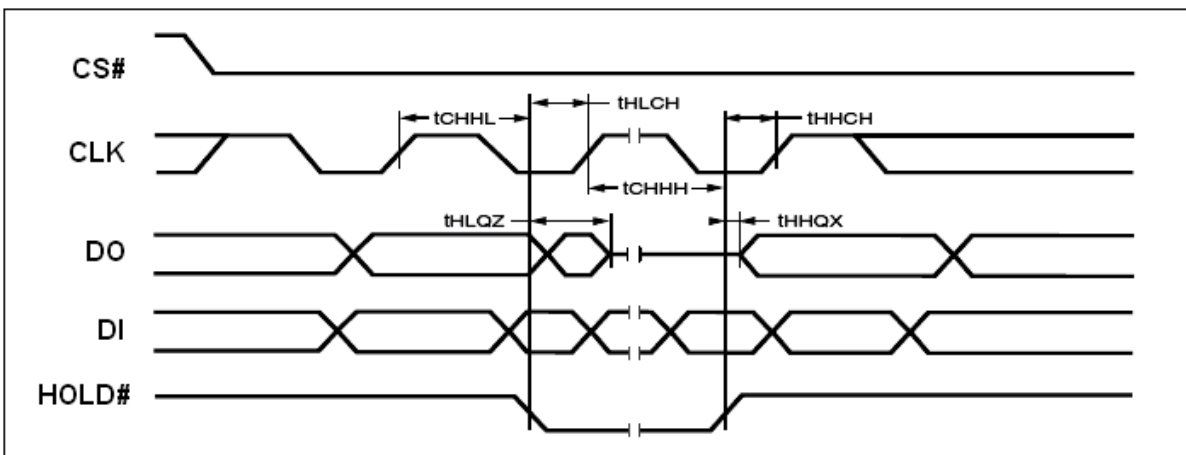 CS#
tCHHL
tHLCH
tHHCH
CLK
tCHHH
tHLQZ
tHHQX
DO
DI
HOLD#